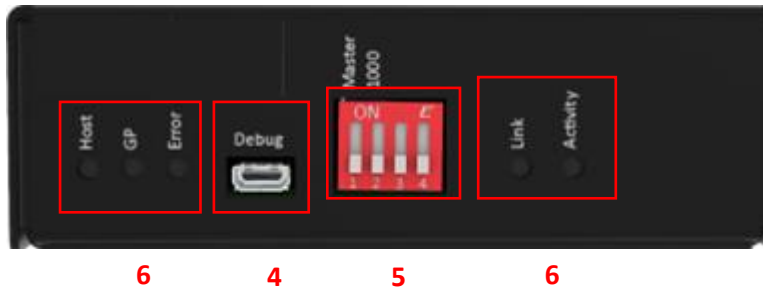 Master
1000
ON E
1 2 3 4
Host
GP
Error
Debug
Link
Activity
6 4 5 6